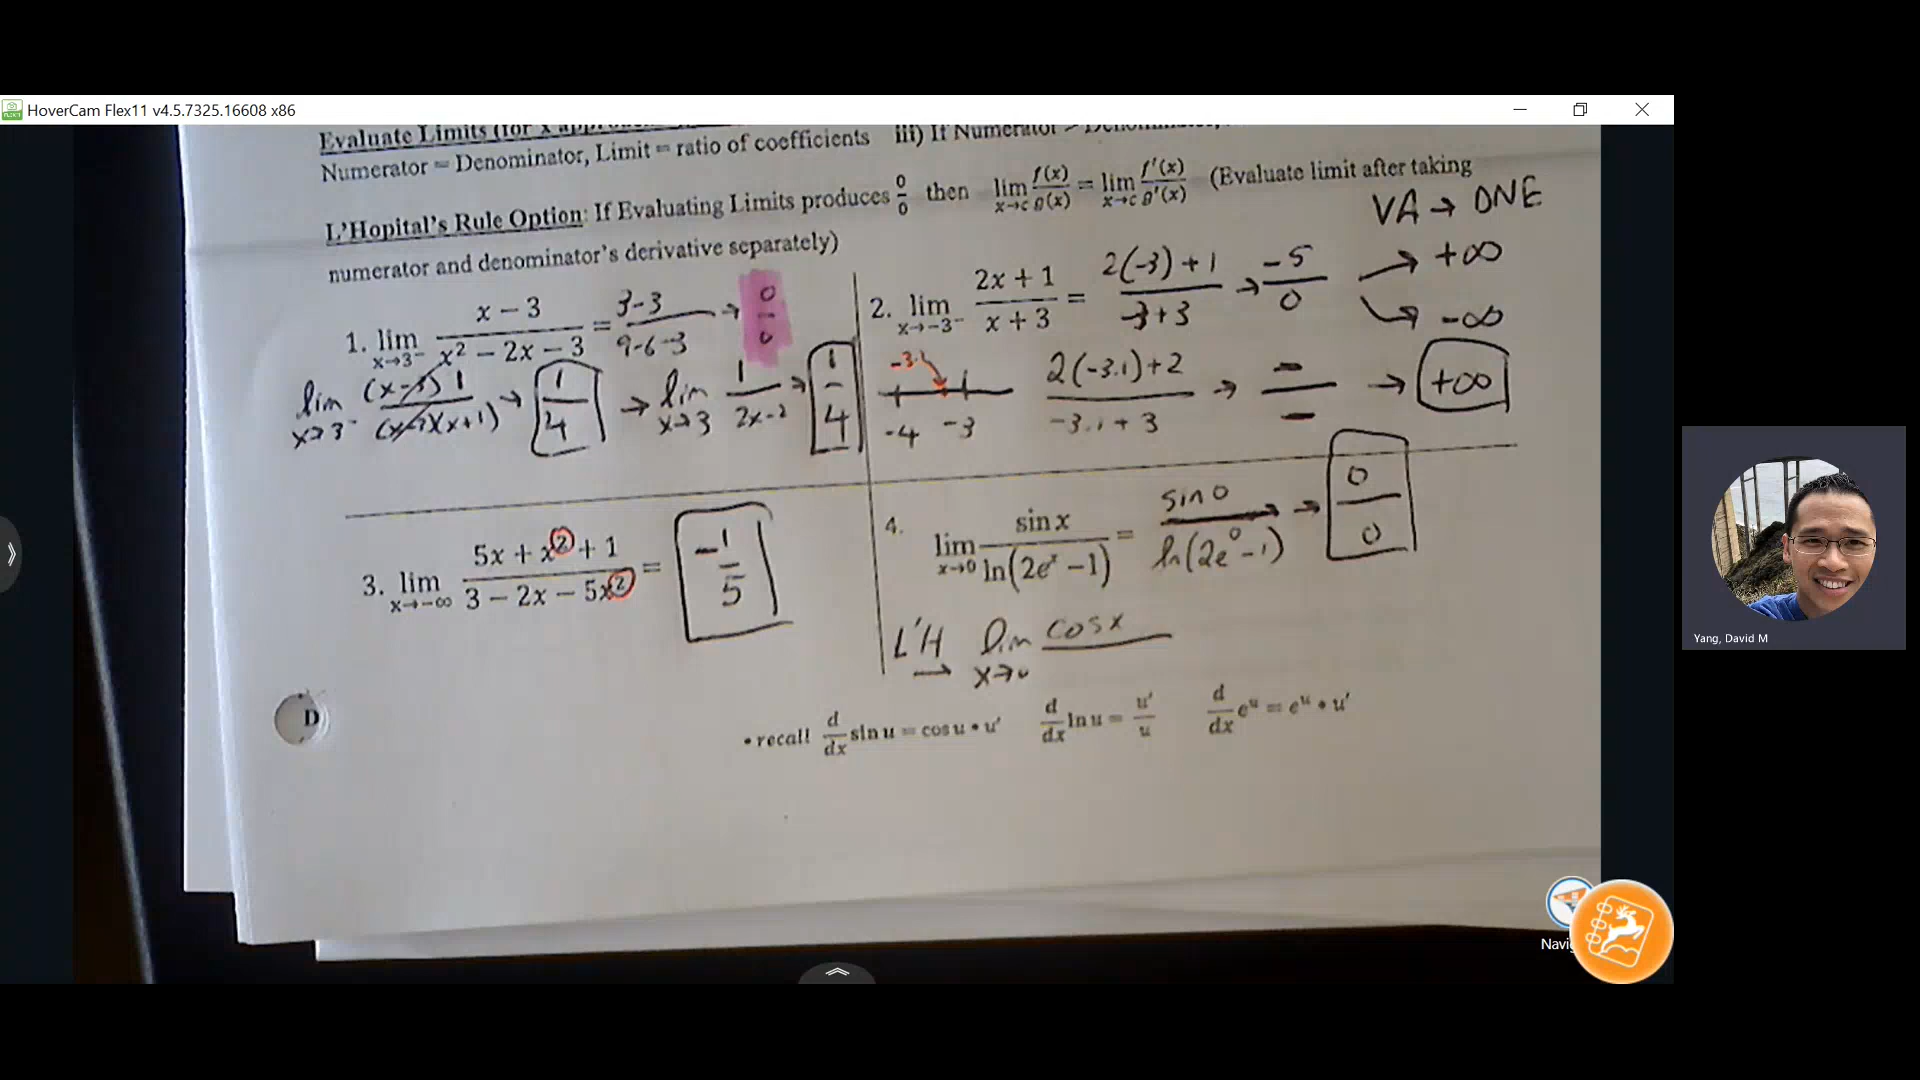 HoverCam Flex11 v4.5.7325.16608 x86
Evaluate Limits (for x
Numerator = Denominator, Limit = ratio of coefficients iii) If Numerator >
L'Hopital's Rule Option: If Evaluating Limits produces 0/0 then lim x→c f(x)/g(x) = lim x→c f'(x)/g'(x) (Evaluate limit after taking
numerator and denominator's derivative separately)
VA → DNE
1. lim x→3⁻ (x − 3)/(x² − 2x − 3) = (3-3)/(9-6-3) → 0/0
lim x→3⁻ (x-3) 1/(x-3)(x+1) → 1/4 → lim x→3 1/(2x-2) → 1/4
2. lim x→−3⁻ (2x + 1)/(x + 3) = (2(-3)+1)/(-3+3) → -5/0 → +∞
→ -∞
-3.1
-4 -3
(2(-3.1)+2)/(-3.1+3) → −/− → +∞
3. lim x→−∞ (5x + x² + 1)/(3 − 2x − 5x²) = -1/5
4. lim x→0 sin x/ln(2eˣ −1) = sin 0/ln(2e⁰-1) → 0/0
L'H → lim x→0 cosx
D
• recall d/dx sin u = cos u • u' d/dx ln u = u'/u d/dx eᵘ = eᵘ • u'
Yang, David M
Navi